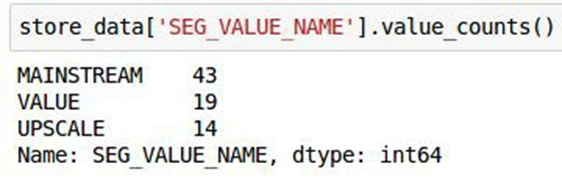 store_data['SEG_VALUE_NAME'].value_counts()
MAINSTREAM    43
VALUE         19
UPSCALE       14
Name: SEG_VALUE_NAME, dtype: int64